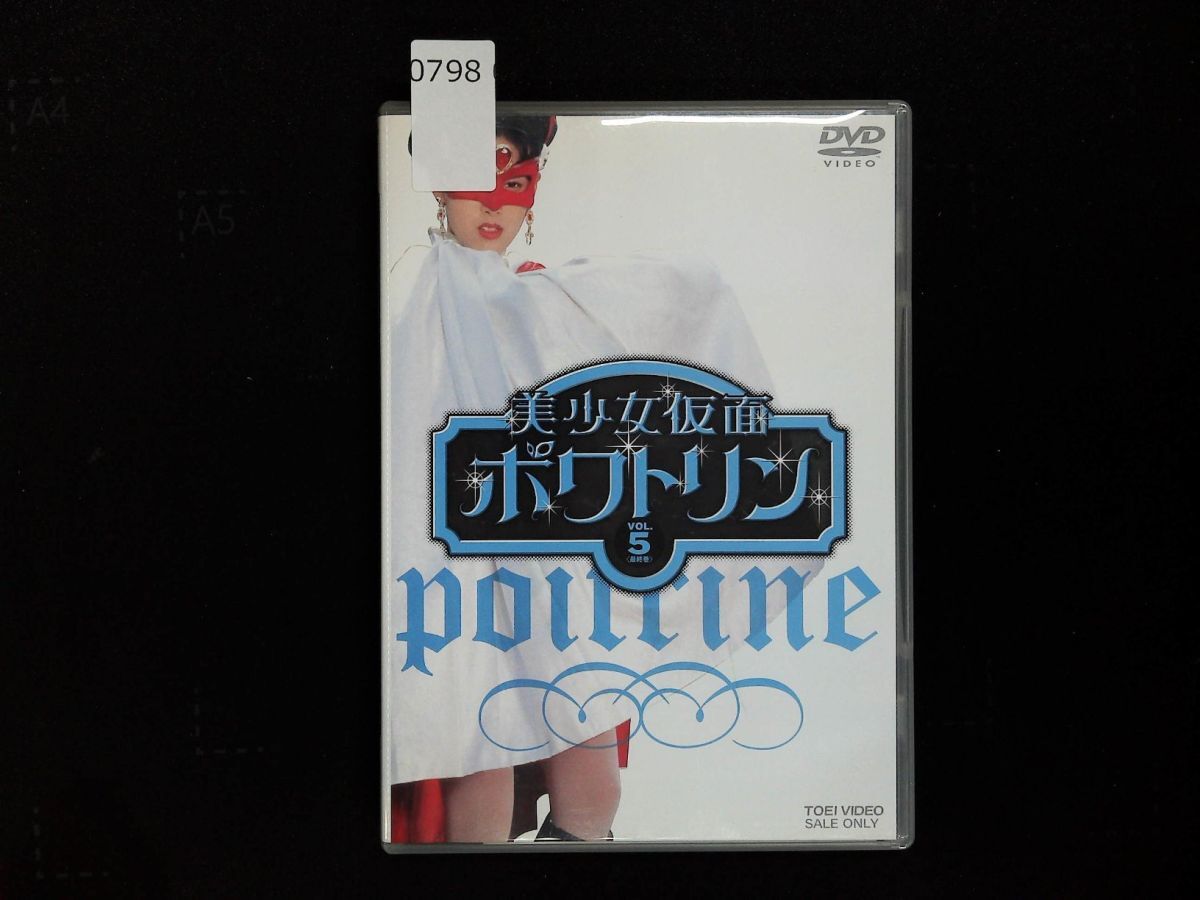 0798
A4
A5
DVD
VIDEO
美少女仮面
ポワトリン
VOL.
5
〈最終巻〉
poitrine
TOEI VIDEO
SALE ONLY